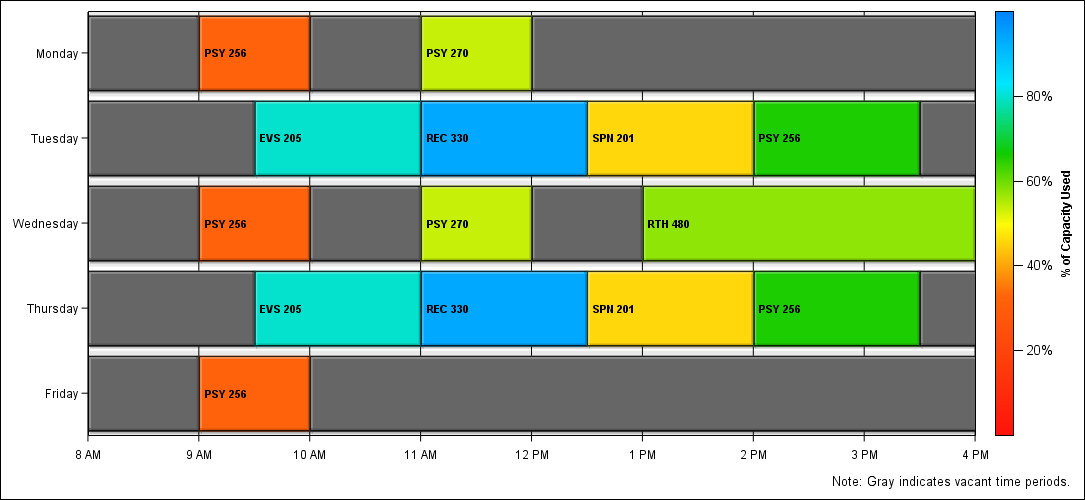 Monday
PSY 256
PSY 270
Tuesday
EVS 205
REC 330
SPN 201
PSY 256
Wednesday
PSY 256
PSY 270
RTH 480
Thursday
EVS 205
REC 330
SPN 201
PSY 256
Friday
PSY 256
8 AM
9 AM
10 AM
11 AM
12 PM
1 PM
2 PM
3 PM
4 PM
80%
60%
40%
20%
% of Capacity Used
Note: Gray indicates vacant time periods.